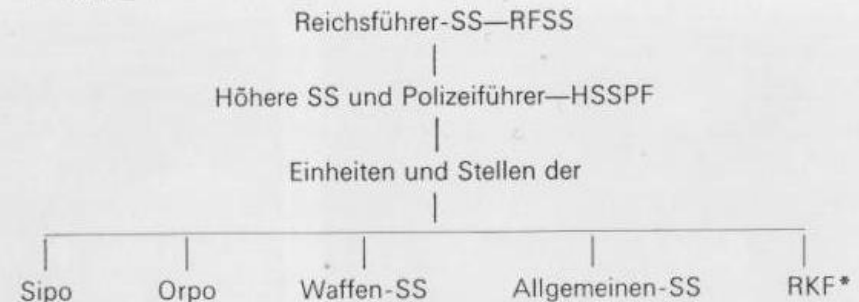 Reichsführer-SS—RFSS
Höhere SS und Polizeiführer—HSSPF
Einheiten und Stellen der
Sipo Orpo Waffen-SS Allgemeinen-SS RKF*